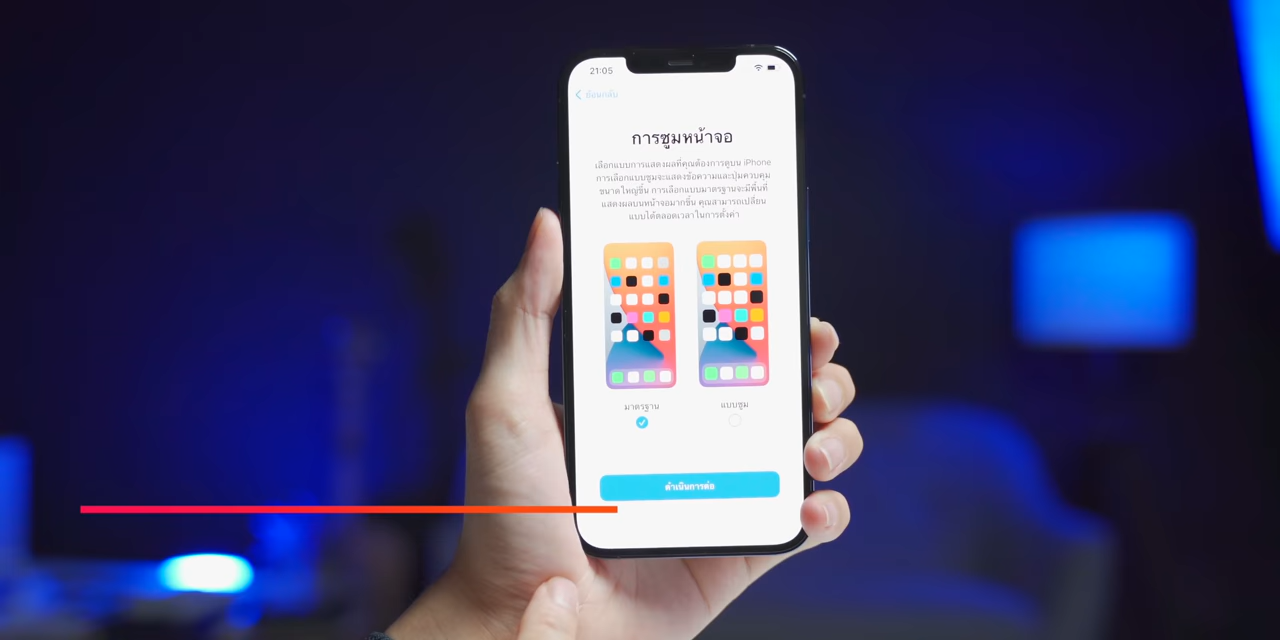 21:05
ย้อนกลับ
การซูมหน้าจอ
เลือกแบบการแสดงผลที่คุณต้องการดูบน iPhone
การเลือกแบบซูมจะแสดงข้อความและปุ่มควบคุม
ขนาดใหญ่ขึ้น การเลือกแบบมาตรฐานจะมีพื้นที่
แสดงผลบนหน้าจอมากขึ้น คุณสามารถเปลี่ยน
แบบได้ตลอดเวลาในการตั้งค่า
มาตรฐาน
แบบซูม
ดำเนินการต่อ